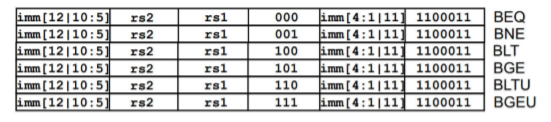 imm[12|10:5] rs2 rs1 000 imm[4:1|11] 1100011 BEQ
imm[12|10:5] rs2 rs1 001 imm[4:1|11] 1100011 BNE
imm[12|10:5] rs2 rs1 100 imm[4:1|11] 1100011 BLT
imm[12|10:5] rs2 rs1 101 imm[4:1|11] 1100011 BGE
imm[12|10:5] rs2 rs1 110 imm[4:1|11] 1100011 BLTU
imm[12|10:5] rs2 rs1 111 imm[4:1|11] 1100011 BGEU